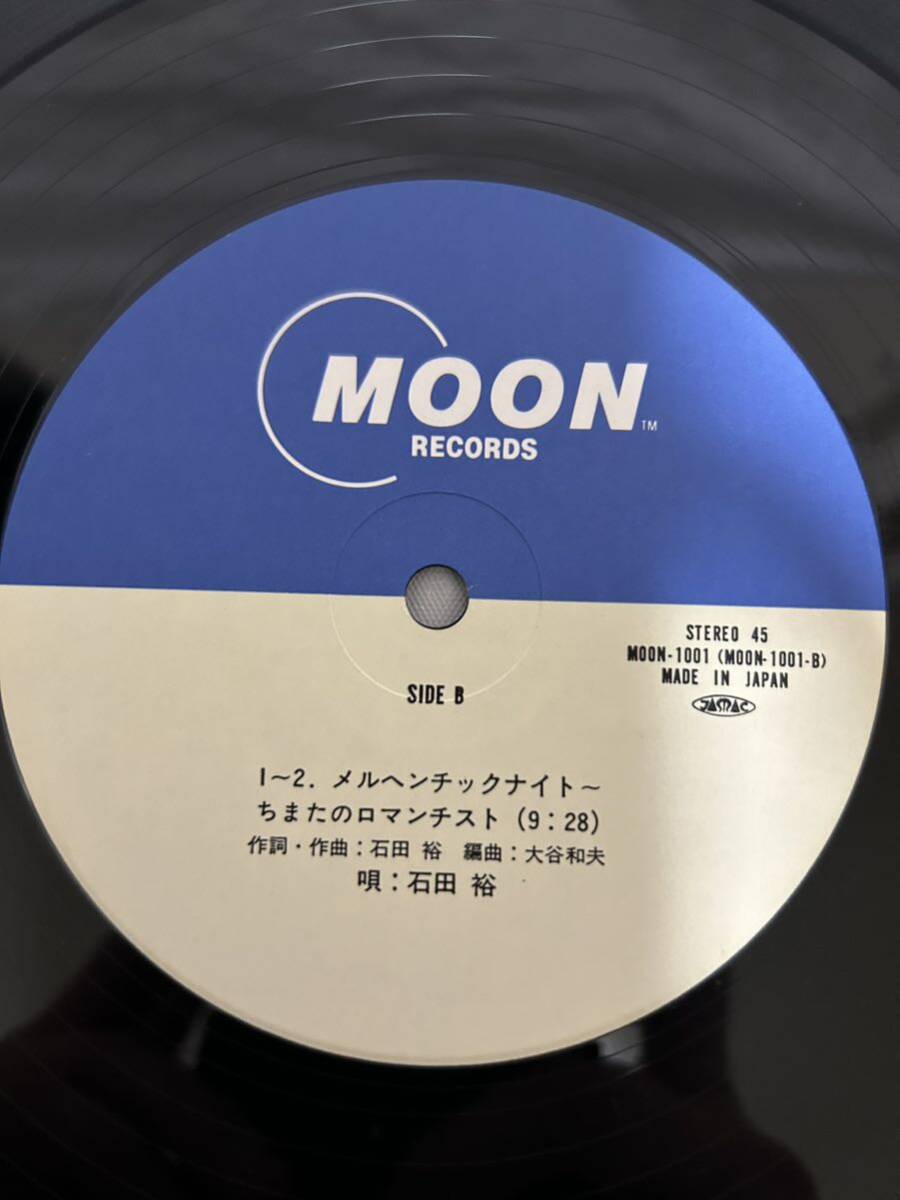 MOON TM
RECORDS
STEREO 45
MOON-1001 (MOON-1001-B)
MADE IN JAPAN
JASRAC
SIDE B
1〜2. メルヘンチックナイト〜
ちまたのロマンチスト (9:28)
作詞・作曲:石田 裕 編曲:大谷和夫
唄:石田 裕